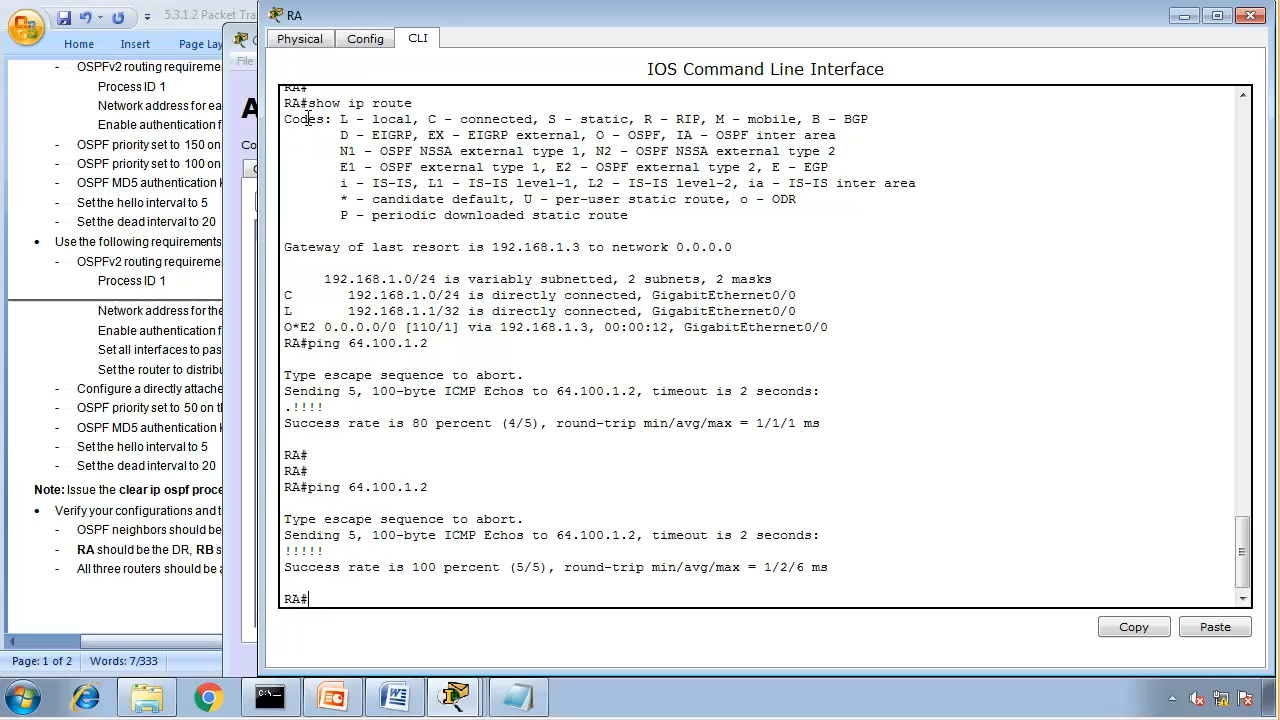 5.3.1.2 Packet Tra
Home Insert Page Lay
- OSPFv2 routing requireme
Process ID 1
Network address for ea
Enable authentication f
- OSPF priority set to 150 on
- OSPF priority set to 100 on
- OSPF MD5 authentication k
- Set the hello interval to 5
- Set the dead interval to 20
• Use the following requirements
- OSPFv2 routing requireme
Process ID 1
Network address for the
Enable authentication f
Set all interfaces to pas
Set the router to distribu
- Configure a directly attache
- OSPF priority set to 50 on th
- OSPF MD5 authentication k
- Set the hello interval to 5
- Set the dead interval to 20
Note: Issue the clear ip ospf proce
• Verify your configurations and t
- OSPF neighbors should be
- RA should be the DR, RB s
- All three routers should be a
Page: 1 of 2 Words: 7/333
File
A
Co
RA
Physical Config CLI
IOS Command Line Interface
RA#
RA#show ip route
Codes: L - local, C - connected, S - static, R - RIP, M - mobile, B - BGP
D - EIGRP, EX - EIGRP external, O - OSPF, IA - OSPF inter area
N1 - OSPF NSSA external type 1, N2 - OSPF NSSA external type 2
E1 - OSPF external type 1, E2 - OSPF external type 2, E - EGP
i - IS-IS, L1 - IS-IS level-1, L2 - IS-IS level-2, ia - IS-IS inter area
* - candidate default, U - per-user static route, o - ODR
P - periodic downloaded static route
Gateway of last resort is 192.168.1.3 to network 0.0.0.0
192.168.1.0/24 is variably subnetted, 2 subnets, 2 masks
C 192.168.1.0/24 is directly connected, GigabitEthernet0/0
L 192.168.1.1/32 is directly connected, GigabitEthernet0/0
O*E2 0.0.0.0/0 [110/1] via 192.168.1.3, 00:00:12, GigabitEthernet0/0
RA#ping 64.100.1.2
Type escape sequence to abort.
Sending 5, 100-byte ICMP Echos to 64.100.1.2, timeout is 2 seconds:
.!!!!
Success rate is 80 percent (4/5), round-trip min/avg/max = 1/1/1 ms
RA#
RA#
RA#ping 64.100.1.2
Type escape sequence to abort.
Sending 5, 100-byte ICMP Echos to 64.100.1.2, timeout is 2 seconds:
!!!!!
Success rate is 100 percent (5/5), round-trip min/avg/max = 1/2/6 ms
RA#
Copy Paste